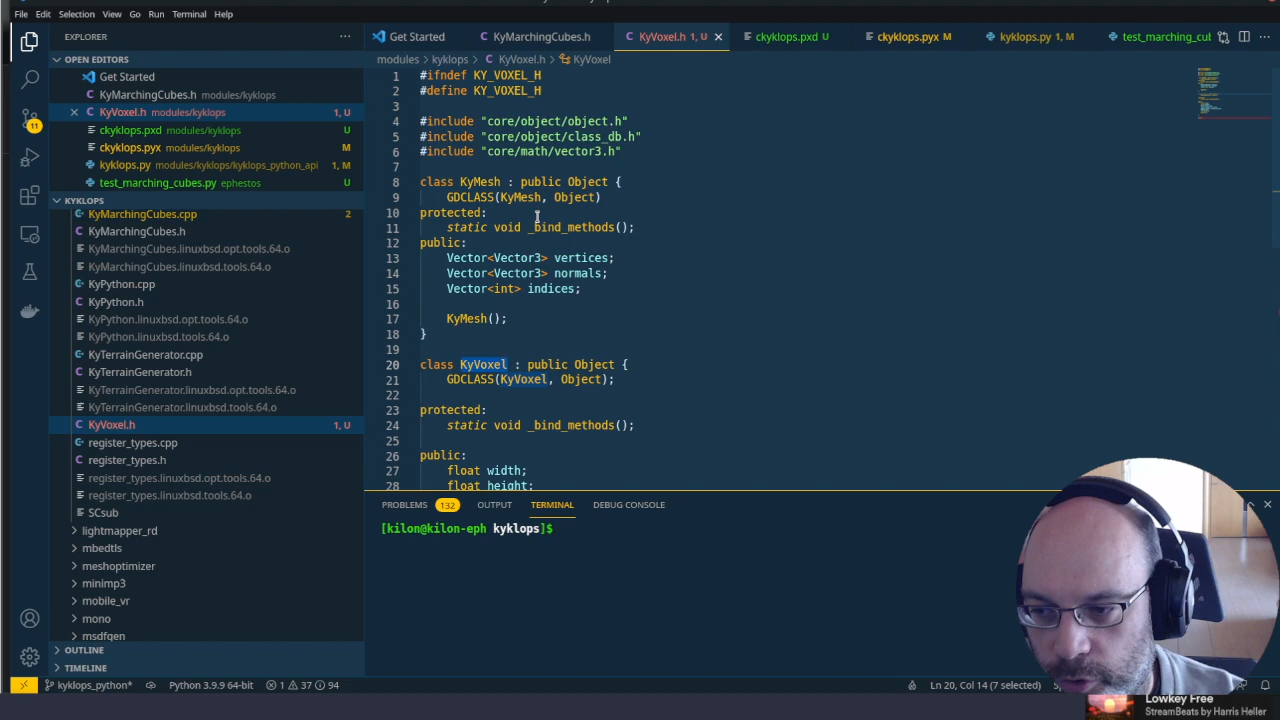 File Edit Selection View Go Run Terminal Help
EXPLORER
OPEN EDITORS
Get Started
KyMarchingCubes.h modules/kyklops
KyVoxel.h modules/kyklops 1, U
ckyklops.pxd modules/kyklops U
ckyklops.pyx modules/kyklops M
kyklops.py modules/kyklops/kyklops_python_api 1, M
test_marching_cubes.py ephestos U
KYKLOPS
KyMarchingCubes.cpp 2
KyMarchingCubes.h
KyMarchingCubes.linuxbsd.opt.tools.64.o
KyMarchingCubes.linuxbsd.tools.64.o
KyPython.cpp
KyPython.h
KyPython.linuxbsd.opt.tools.64.o
KyPython.linuxbsd.tools.64.o
KyTerrainGenerator.cpp
KyTerrainGenerator.h
KyTerrainGenerator.linuxbsd.opt.tools.64.o
KyTerrainGenerator.linuxbsd.tools.64.o
KyVoxel.h 1, U
register_types.cpp
register_types.h
register_types.linuxbsd.opt.tools.64.o
register_types.linuxbsd.tools.64.o
SCsub
lightmapper_rd
mbedtls
meshoptimizer
minimp3
mobile_vr
mono
msdfgen
OUTLINE
TIMELINE
11
Get Started KyMarchingCubes.h KyVoxel.h 1, U ckyklops.pxd U ckyklops.pyx M kyklops.py 1, M test_marching_cub
modules > kyklops > KyVoxel.h > KyVoxel
1 #ifndef KY_VOXEL_H
2 #define KY_VOXEL_H
3
4 #include "core/object/object.h"
5 #include "core/object/class_db.h"
6 #include "core/math/vector3.h"
7
8 class KyMesh : public Object {
9 GDCLASS(KyMesh, Object)
10 protected:
11 static void _bind_methods();
12 public:
13 Vector<Vector3> vertices;
14 Vector<Vector3> normals;
15 Vector<int> indices;
16
17 KyMesh();
18 }
19
20 class KyVoxel : public Object {
21 GDCLASS(KyVoxel, Object);
22
23 protected:
24 static void _bind_methods();
25
26 public:
27 float width;
28 float height;
PROBLEMS 132 OUTPUT TERMINAL DEBUG CONSOLE
[kilon@kilon-eph kyklops]$
kyklops_python* Python 3.9.9 64-bit 1 37 94 Ln 20, Col 14 (7 selected)
Lowkey Free
StreamBeats by Harris Heller